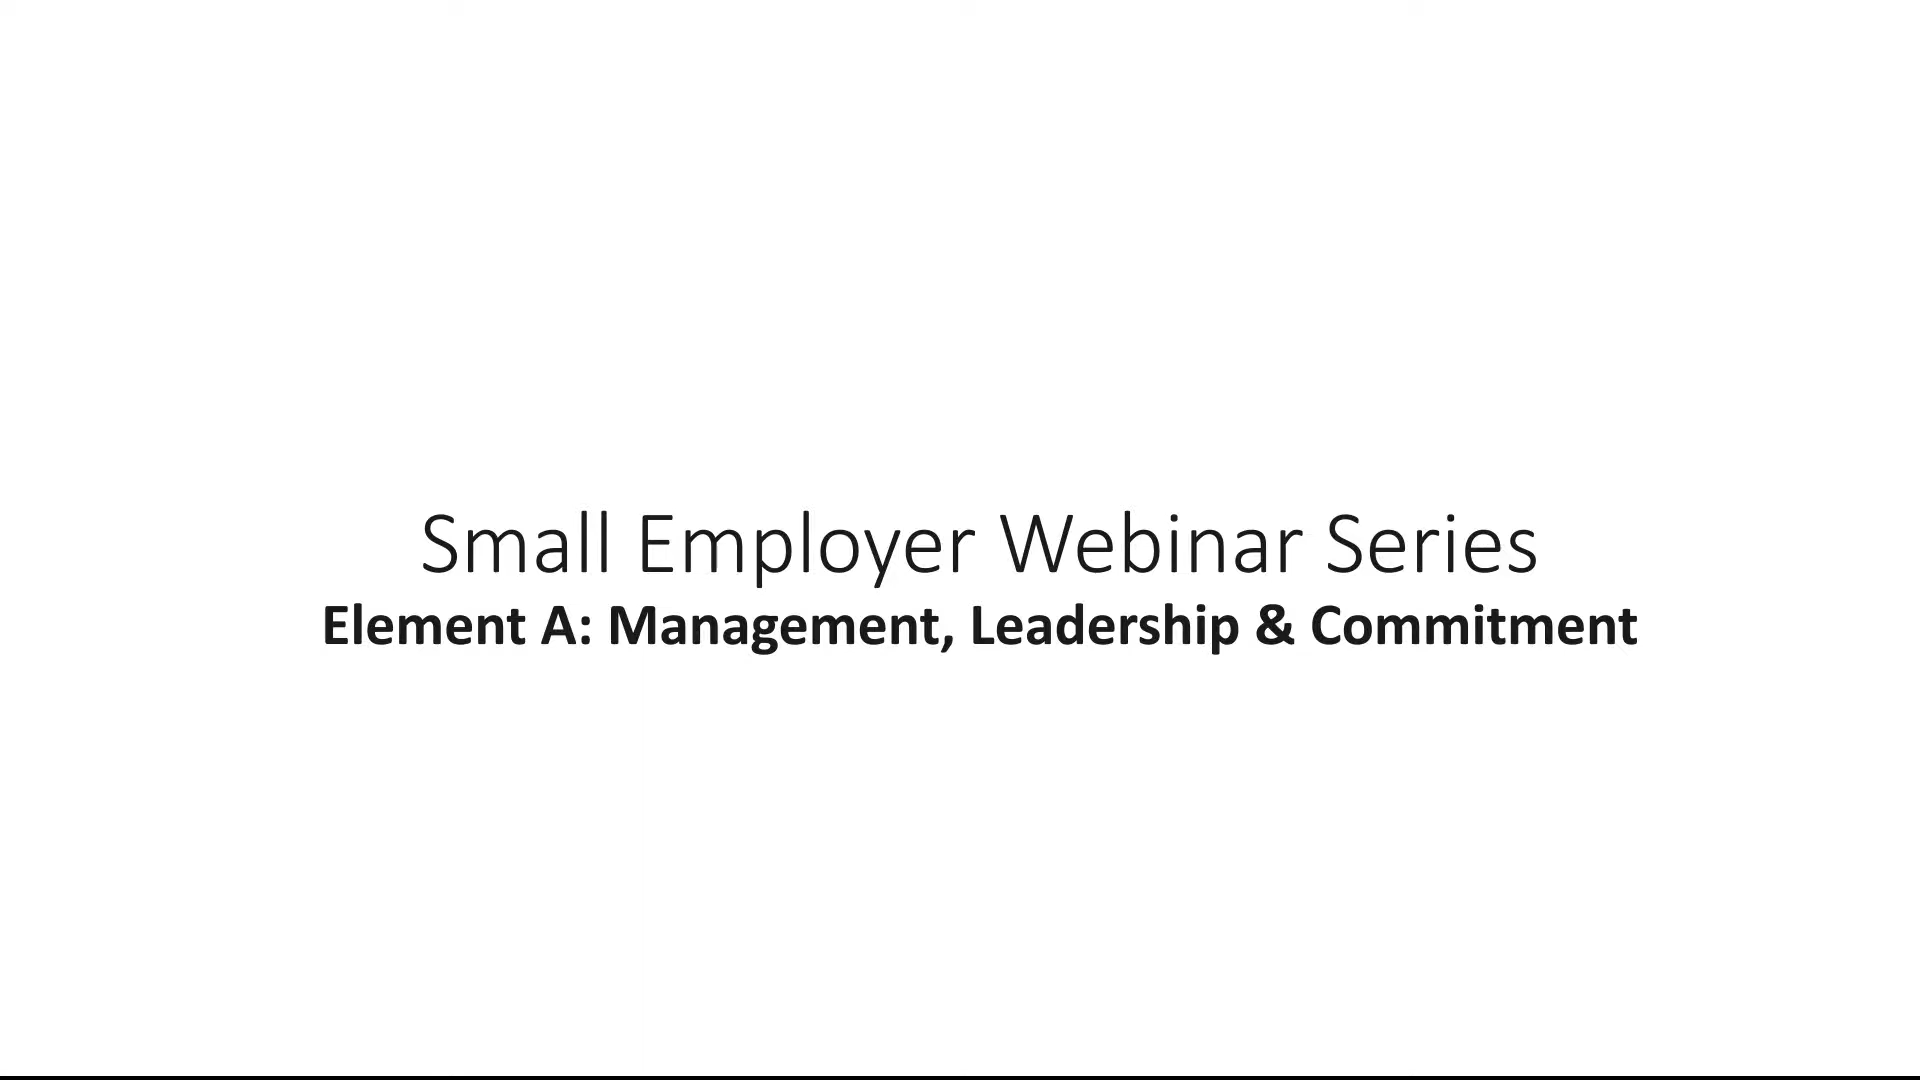 Small Employer Webinar Series
Element A: Management, Leadership & Commitment